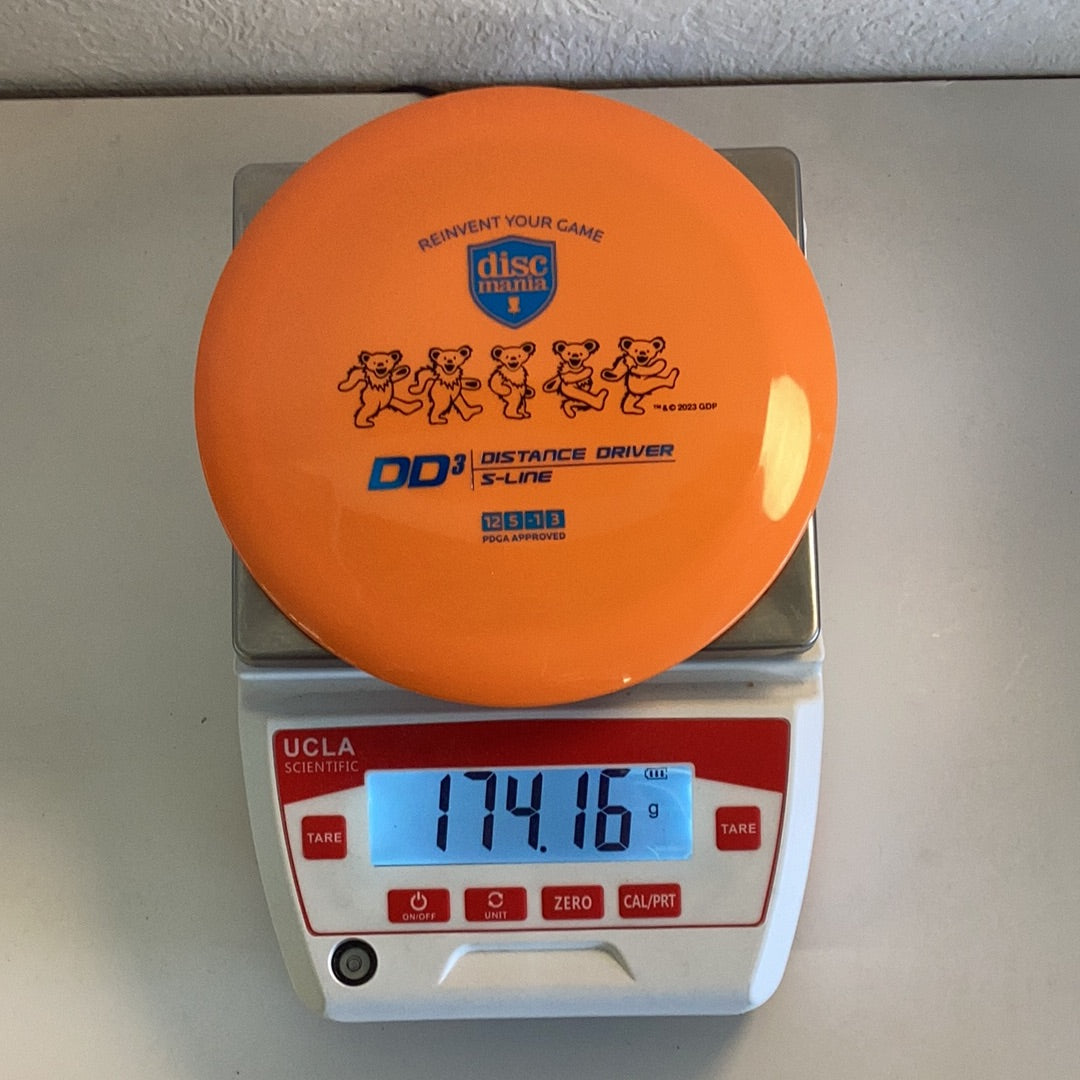 REINVENT YOUR GAME
disc
mania
™ & © 2023 GDP
DD³ DISTANCE DRIVER
S-LINE
12 5 -1 3
PDGA APPROVED
UCLA
SCIENTIFIC
174.16 g
TARE
TARE
ON/OFF
UNIT
ZERO
CAL/PRT